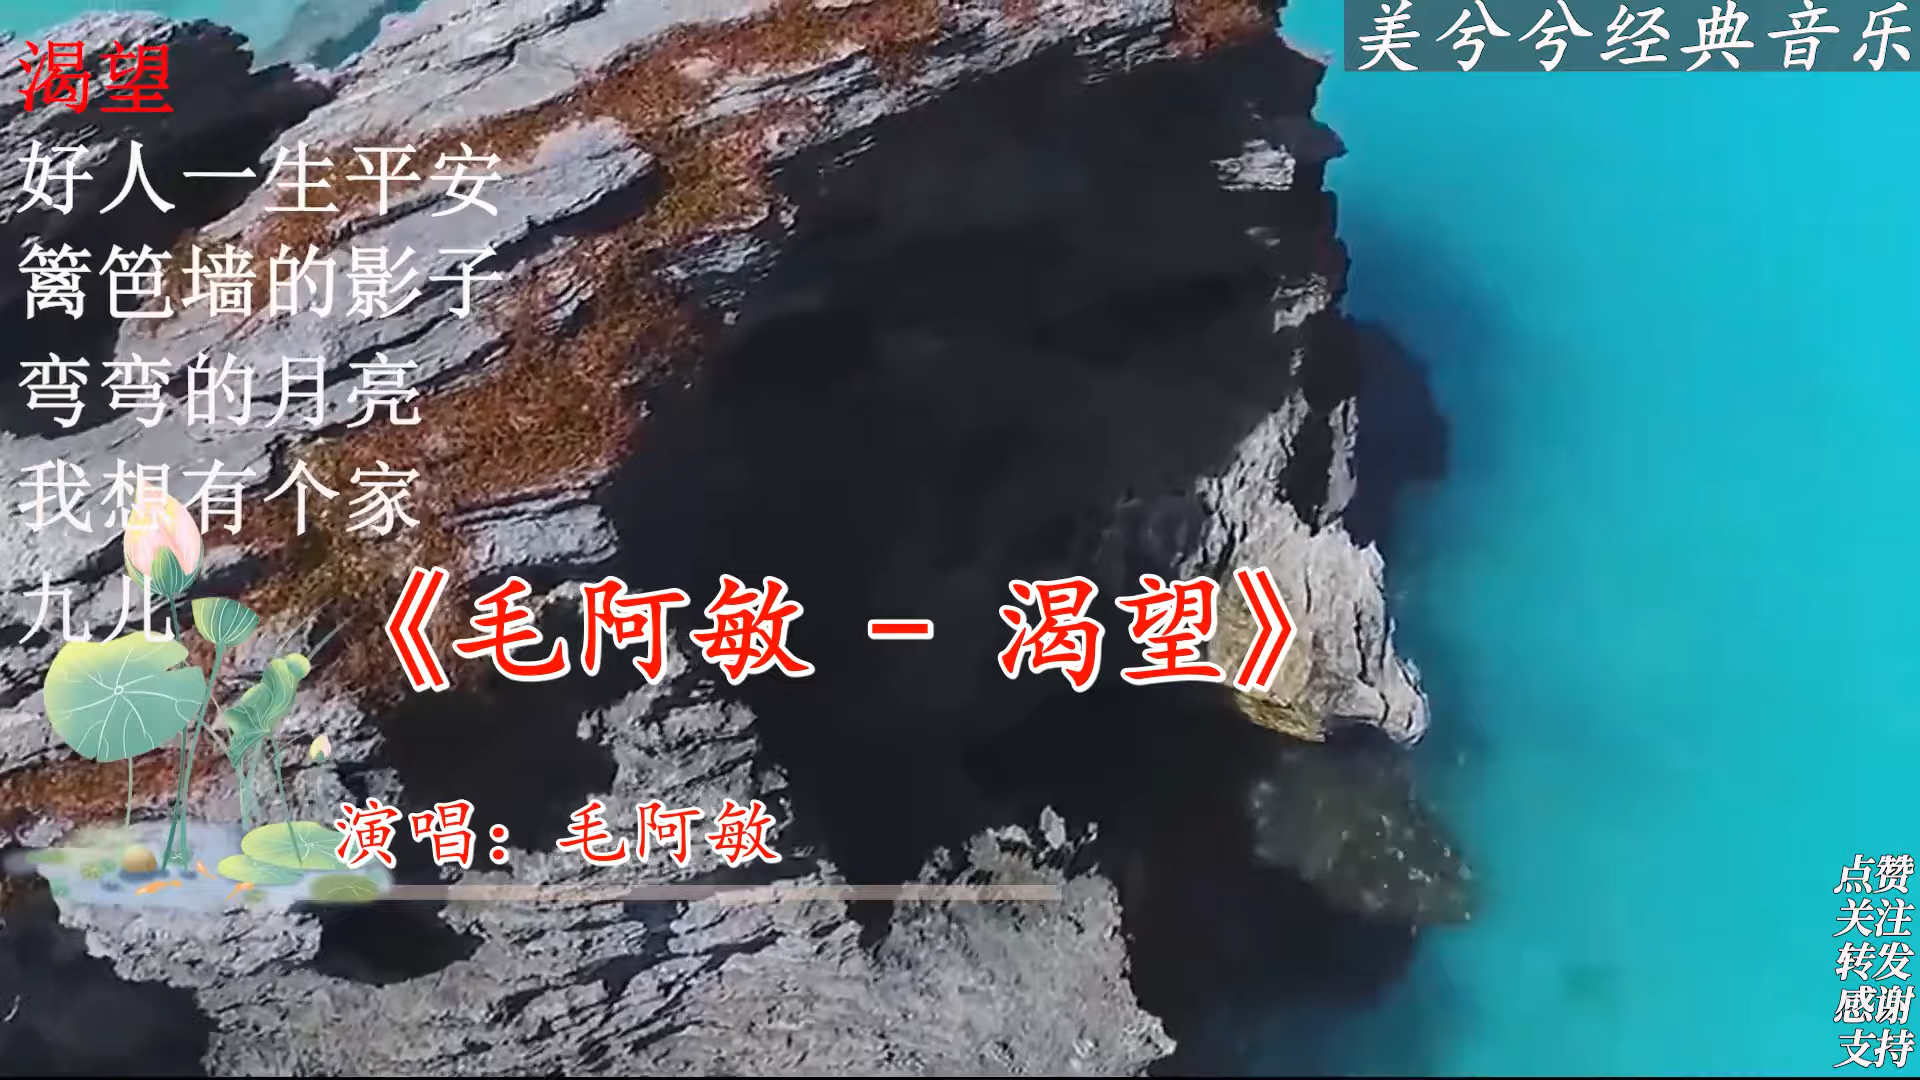 美兮兮经典音乐
渴望
好人一生平安
篱笆墙的影子
弯弯的月亮
我想有个家
九儿
《毛阿敏 - 渴望》
演唱：毛阿敏
点赞
关注
转发
感谢
支持